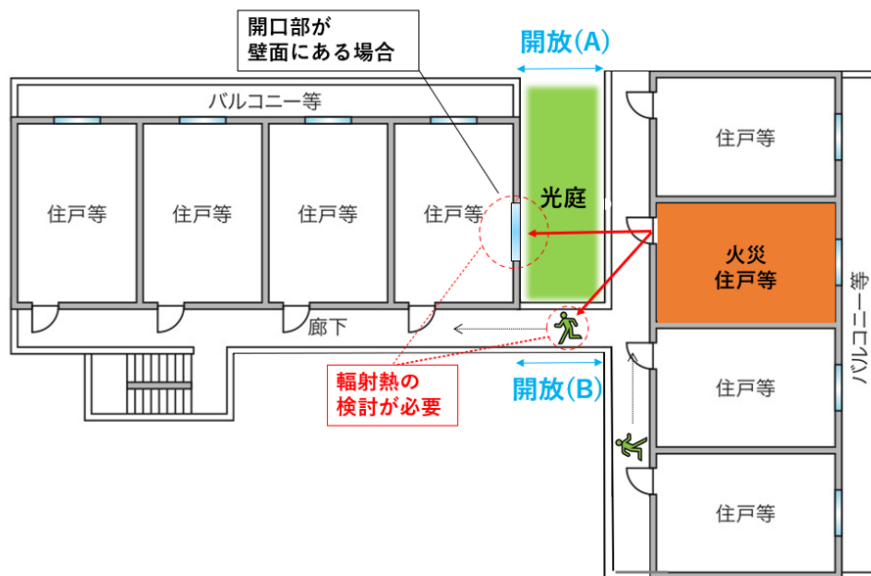 開口部が
壁面にある場合
開放(A)
バルコニー等
住戸等
住戸等
住戸等
住戸等
光庭
住戸等
火災
住戸等
バルコニー等
廊下
輻射熱の
検討が必要
開放(B)
住戸等
住戸等